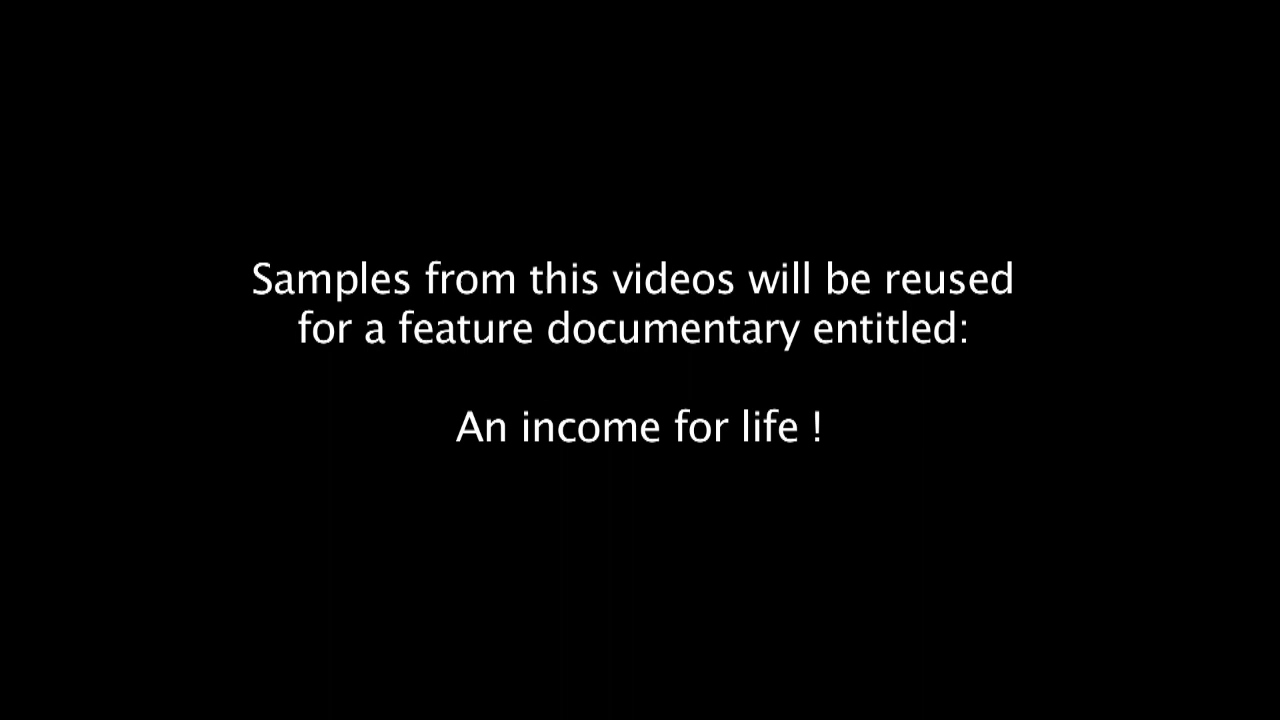 Samples from this videos will be reused
for a feature documentary entitled:
An income for life !